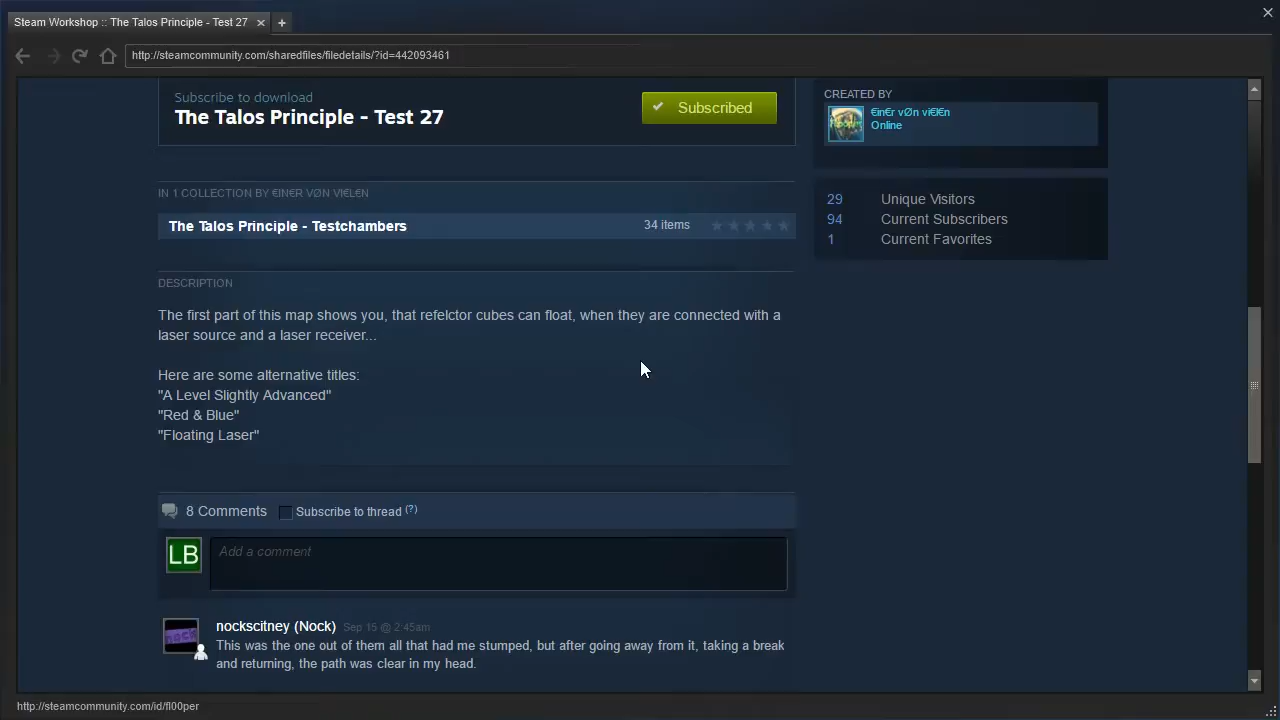 Steam Workshop :: The Talos Principle - Test 27
http://steamcommunity.com/sharedfiles/filedetails/?id=442093461
Subscribe to download
The Talos Principle - Test 27
Subscribed
CREATED BY
€in€r vØn vi€l€n
Online
29 Unique Visitors
94 Current Subscribers
1 Current Favorites
IN 1 COLLECTION BY €IN€R VØN VI€L€N
The Talos Principle - Testchambers 34 items
DESCRIPTION
The first part of this map shows you, that refelctor cubes can float, when they are connected with a
laser source and a laser receiver...
Here are some alternative titles:
"A Level Slightly Advanced"
"Red & Blue"
"Floating Laser"
8 Comments Subscribe to thread (?)
LB
Add a comment
nock
nockscitney (Nock) Sep 15 @ 2:45am
This was the one out of them all that had me stumped, but after going away from it, taking a break
and returning, the path was clear in my head.
http://steamcommunity.com/id/fl00per